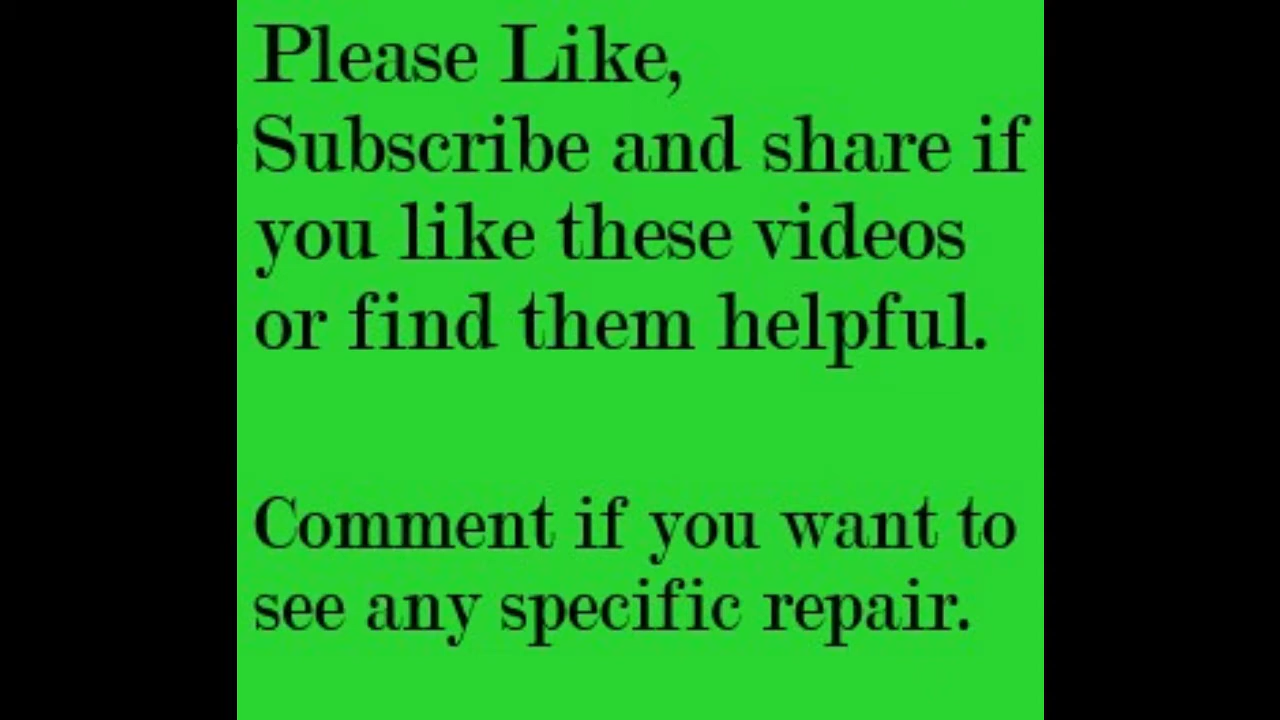 Please Like,
Subscribe and share if
you like these videos
or find them helpful.
Comment if you want to
see any specific repair.